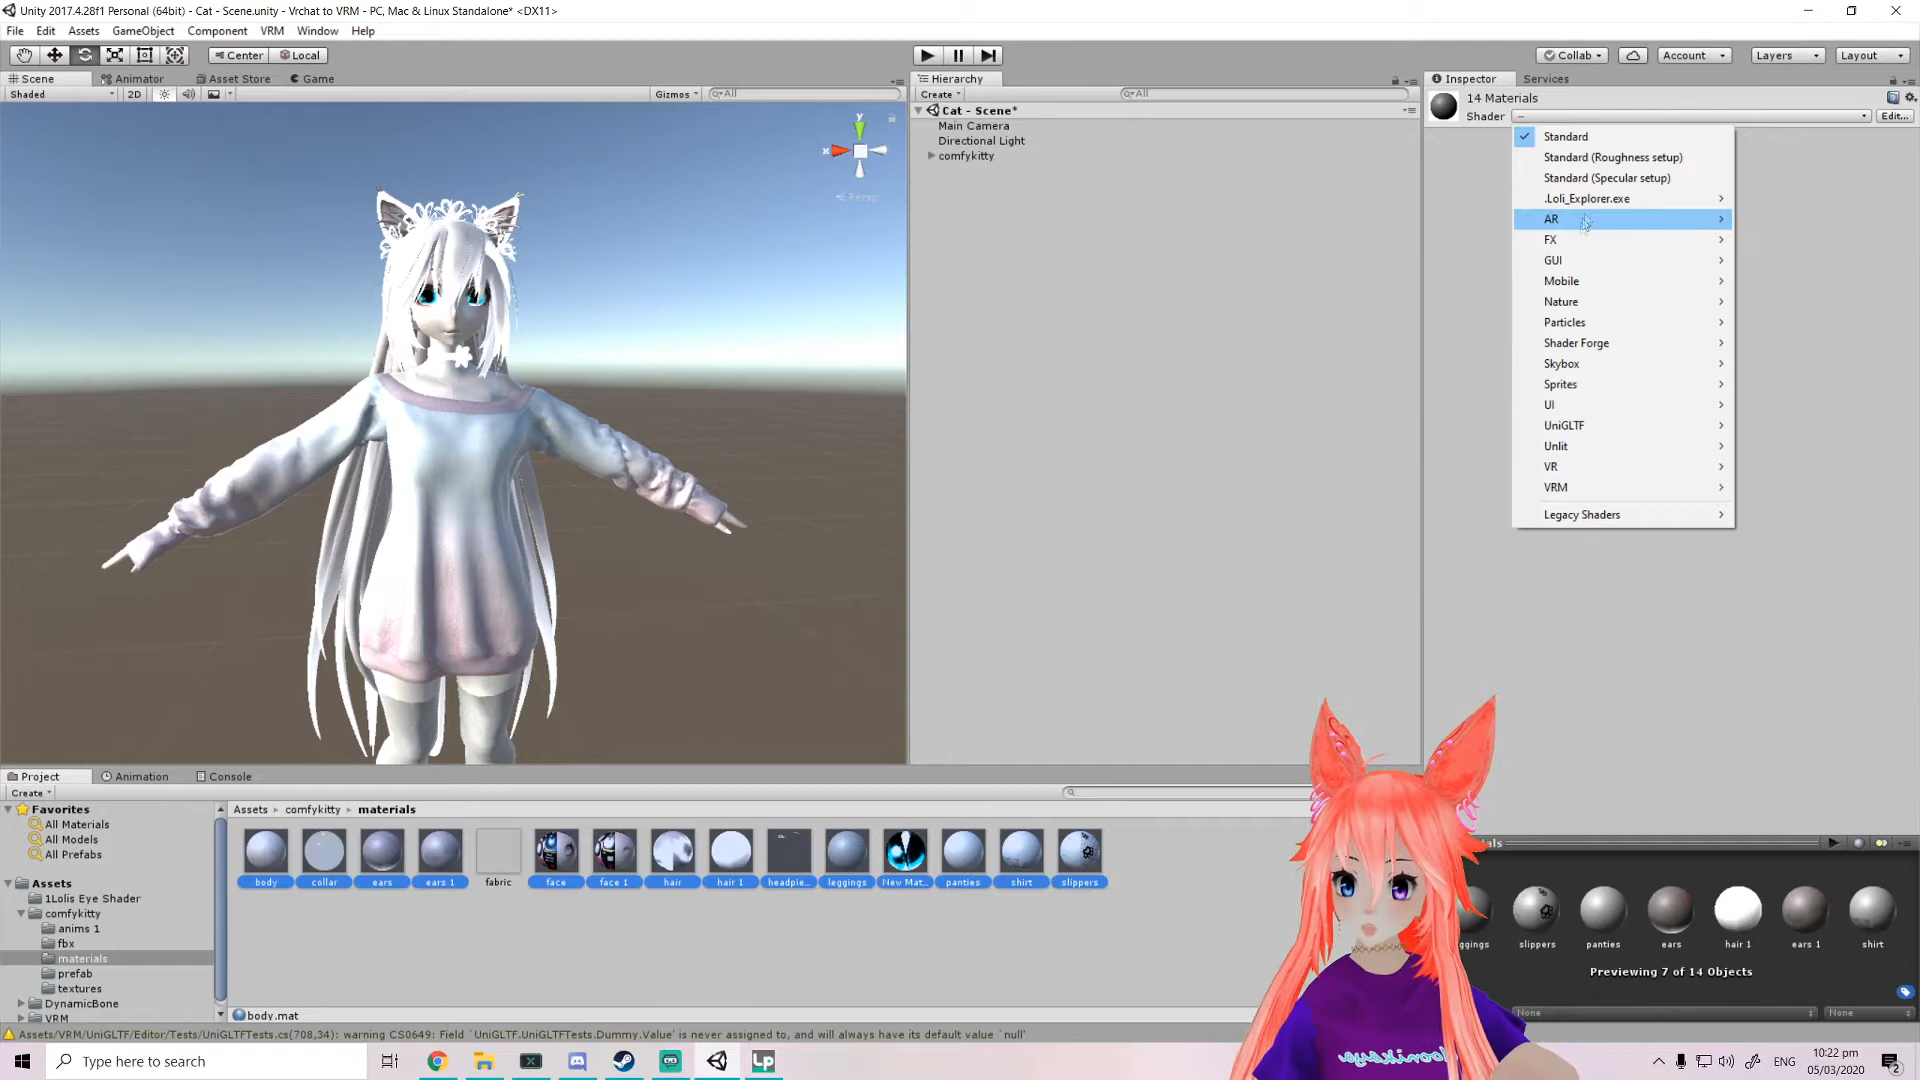 Unity 2017.4.28f1 Personal (64bit) - Cat - Scene.unity - Vrchat to VRM - PC, Mac & Linux Standalone* <DX11>
File Edit Assets GameObject Component VRM Window Help
Center Local Collab Account Layers Layout
Scene Animator Asset Store Game Hierarchy Inspector Services
Shaded 2D Gizmos All Create All
14 Materials
Shader — Edit...
Cat - Scene*
Main Camera
Directional Light
comfykitty
y
x
Persp
Standard
Standard (Roughness setup)
Standard (Specular setup)
.Loli_Explorer.exe
AR
FX
GUI
Mobile
Nature
Particles
Shader Forge
Skybox
Sprites
UI
UniGLTF
Unlit
VR
VRM
Legacy Shaders
Project Animation Console
Create
Favorites
All Materials
All Models
All Prefabs
Assets
1Lolis Eye Shader
comfykitty
anims 1
fbx
materials
prefab
textures
DynamicBone
VRM
Assets comfykitty materials
body collar ears ears 1 fabric face face 1 hair hair 1 headpie... leggings New Mat... panties shirt slippers
body.mat
ggings slippers panties ears hair 1 ears 1 shirt
Previewing 7 of 14 Objects
None None
Assets/VRM/UniGLTF/Editor/Tests/UniGLTFTests.cs(708,34): warning CS0649: Field `UniGLTF.UniGLTFTests.Dummy.Value' is never assigned to, and will always have its default value `null'
Type here to search
ENG
10:22 pm
05/03/2020
2